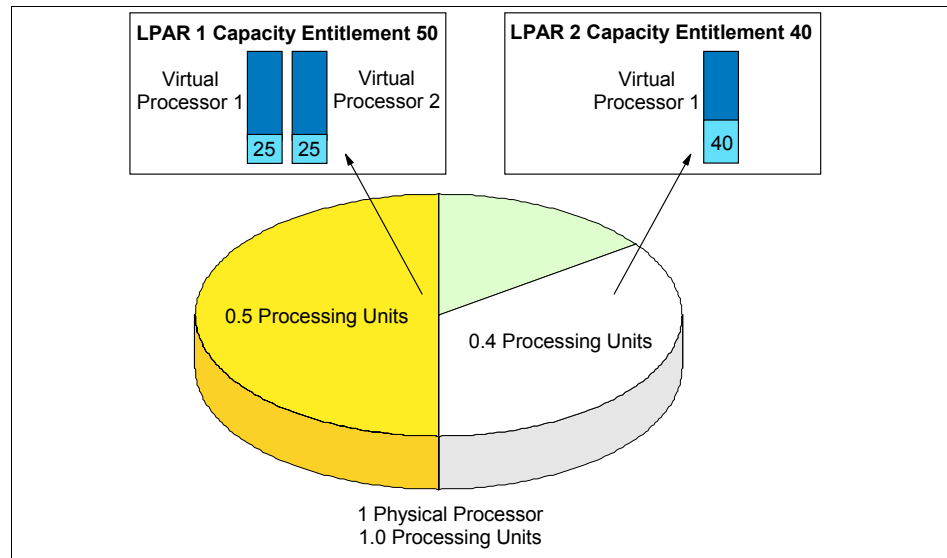 LPAR 1 Capacity Entitlement 50
Virtual
Processor 1
Virtual
Processor 2
25
25
LPAR 2 Capacity Entitlement 40
Virtual
Processor 1
40
0.5 Processing Units
0.4 Processing Units
1 Physical Processor
1.0 Processing Units